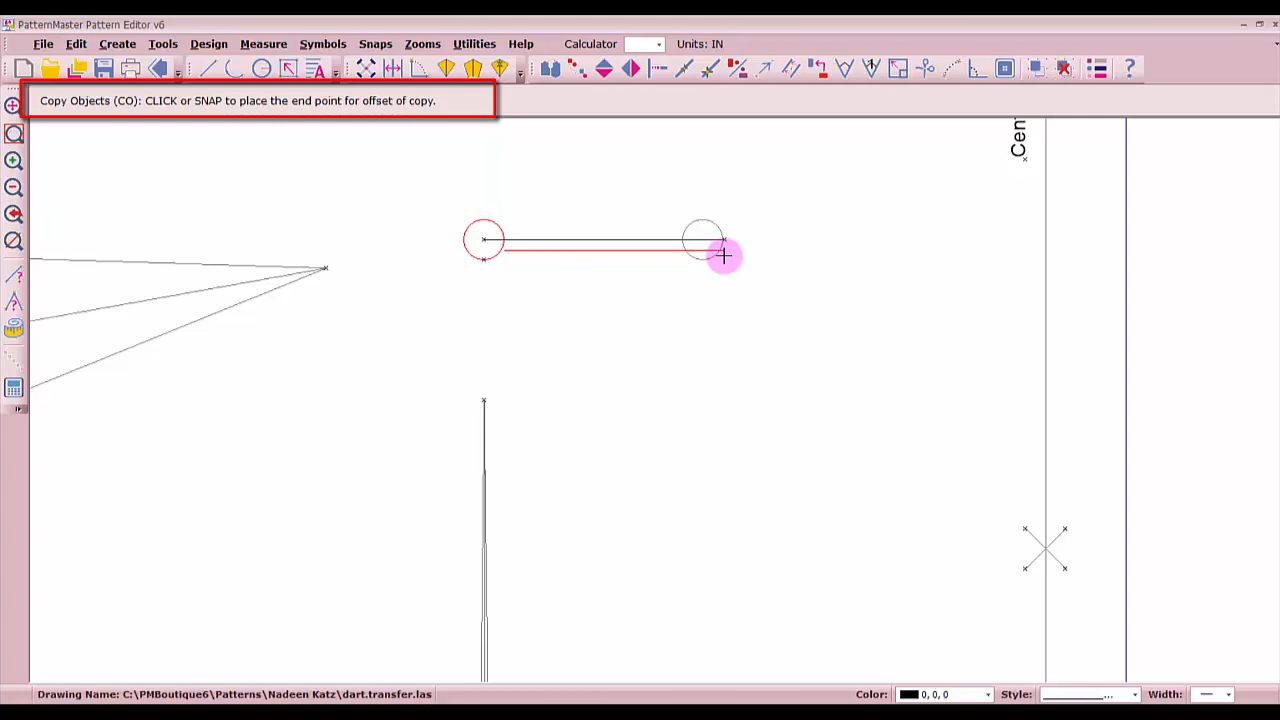 PatternMaster Pattern Editor v6
File Edit Create Tools Design Measure Symbols Snaps Zooms Utilities Help Calculator Units: IN
Copy Objects (CO): CLICK or SNAP to place the end point for offset of copy.
Cen
Drawing Name: C:\PMBoutique6\Patterns\Nadeen Katz\dart.transfer.las Color: 0, 0, 0 Style: ... Width: